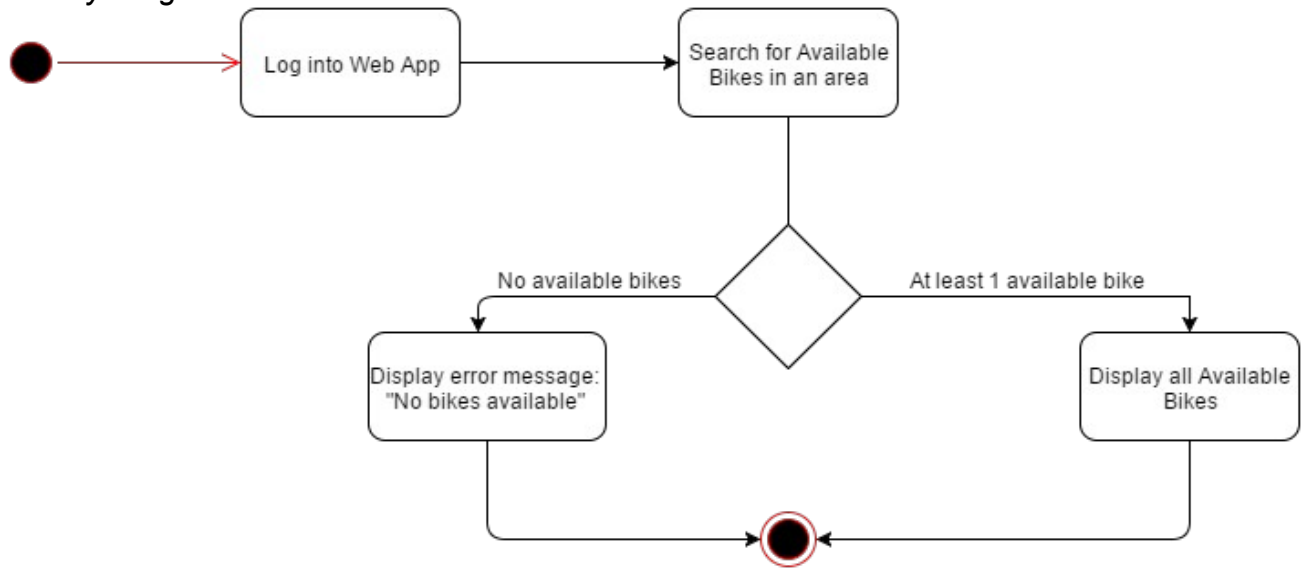 Log into Web App
Search for Available
Bikes in an area
No available bikes
At least 1 available bike
Display error message:
"No bikes available"
Display all Available
Bikes